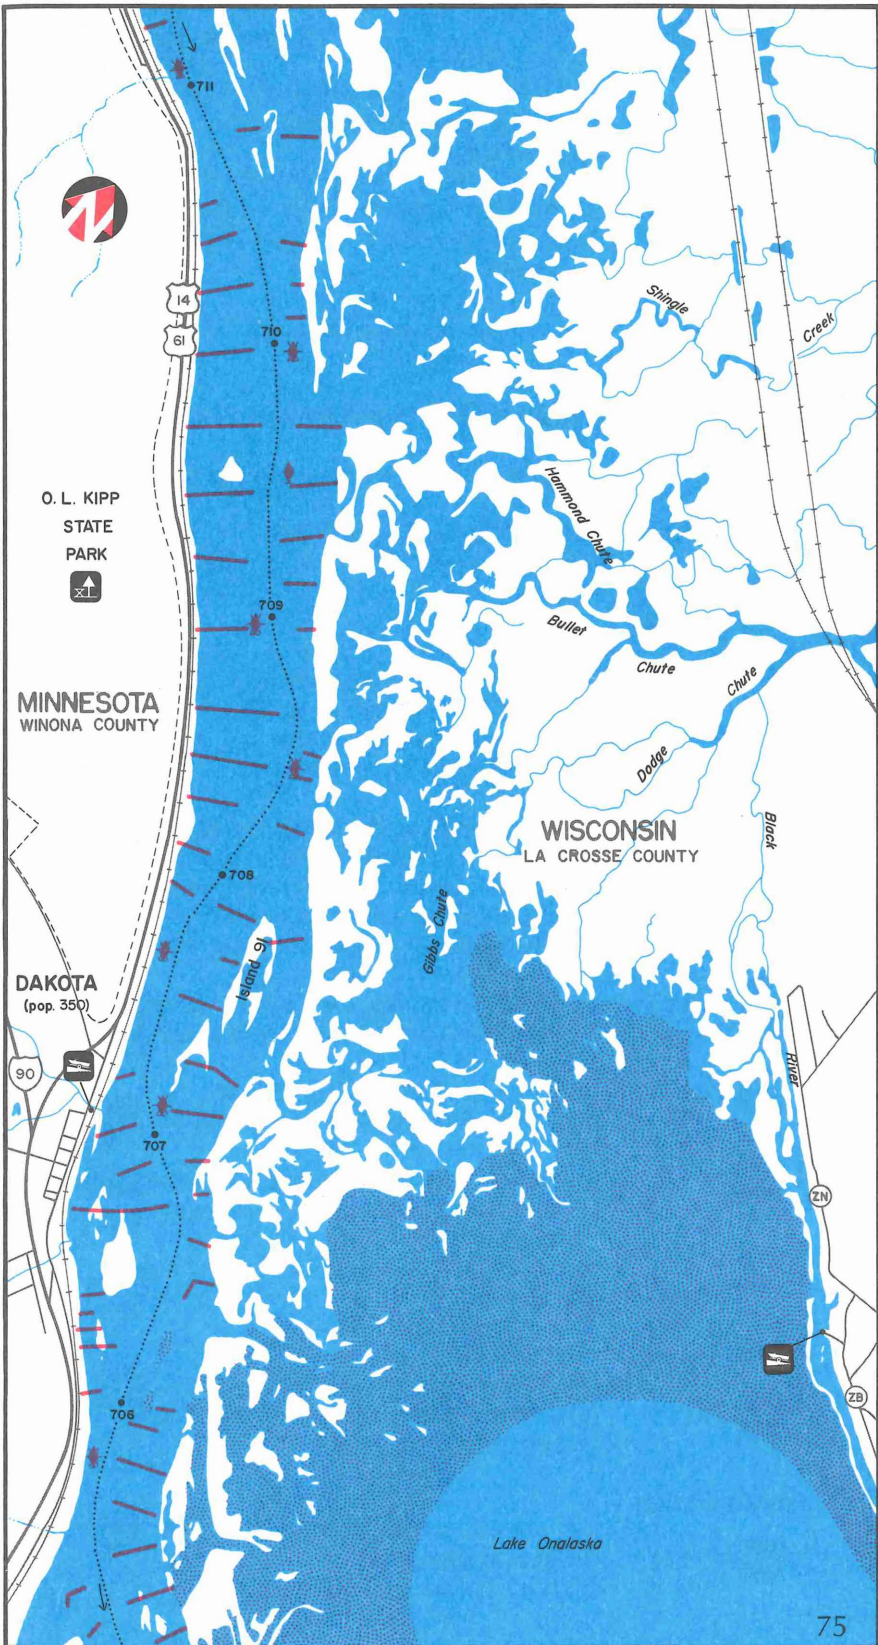 711
14
61
710
Shingle
Creek
O. L. KIPP
STATE
PARK
Hammond Chute
709
Bullet
Chute
Chute
Dodge
MINNESOTA
WINONA COUNTY
WISCONSIN
LA CROSSE COUNTY
Black
708
Gibbs Chute
Island 91
DAKOTA
(pop. 350)
90
River
707
ZN
706
ZB
Lake Onalaska
75